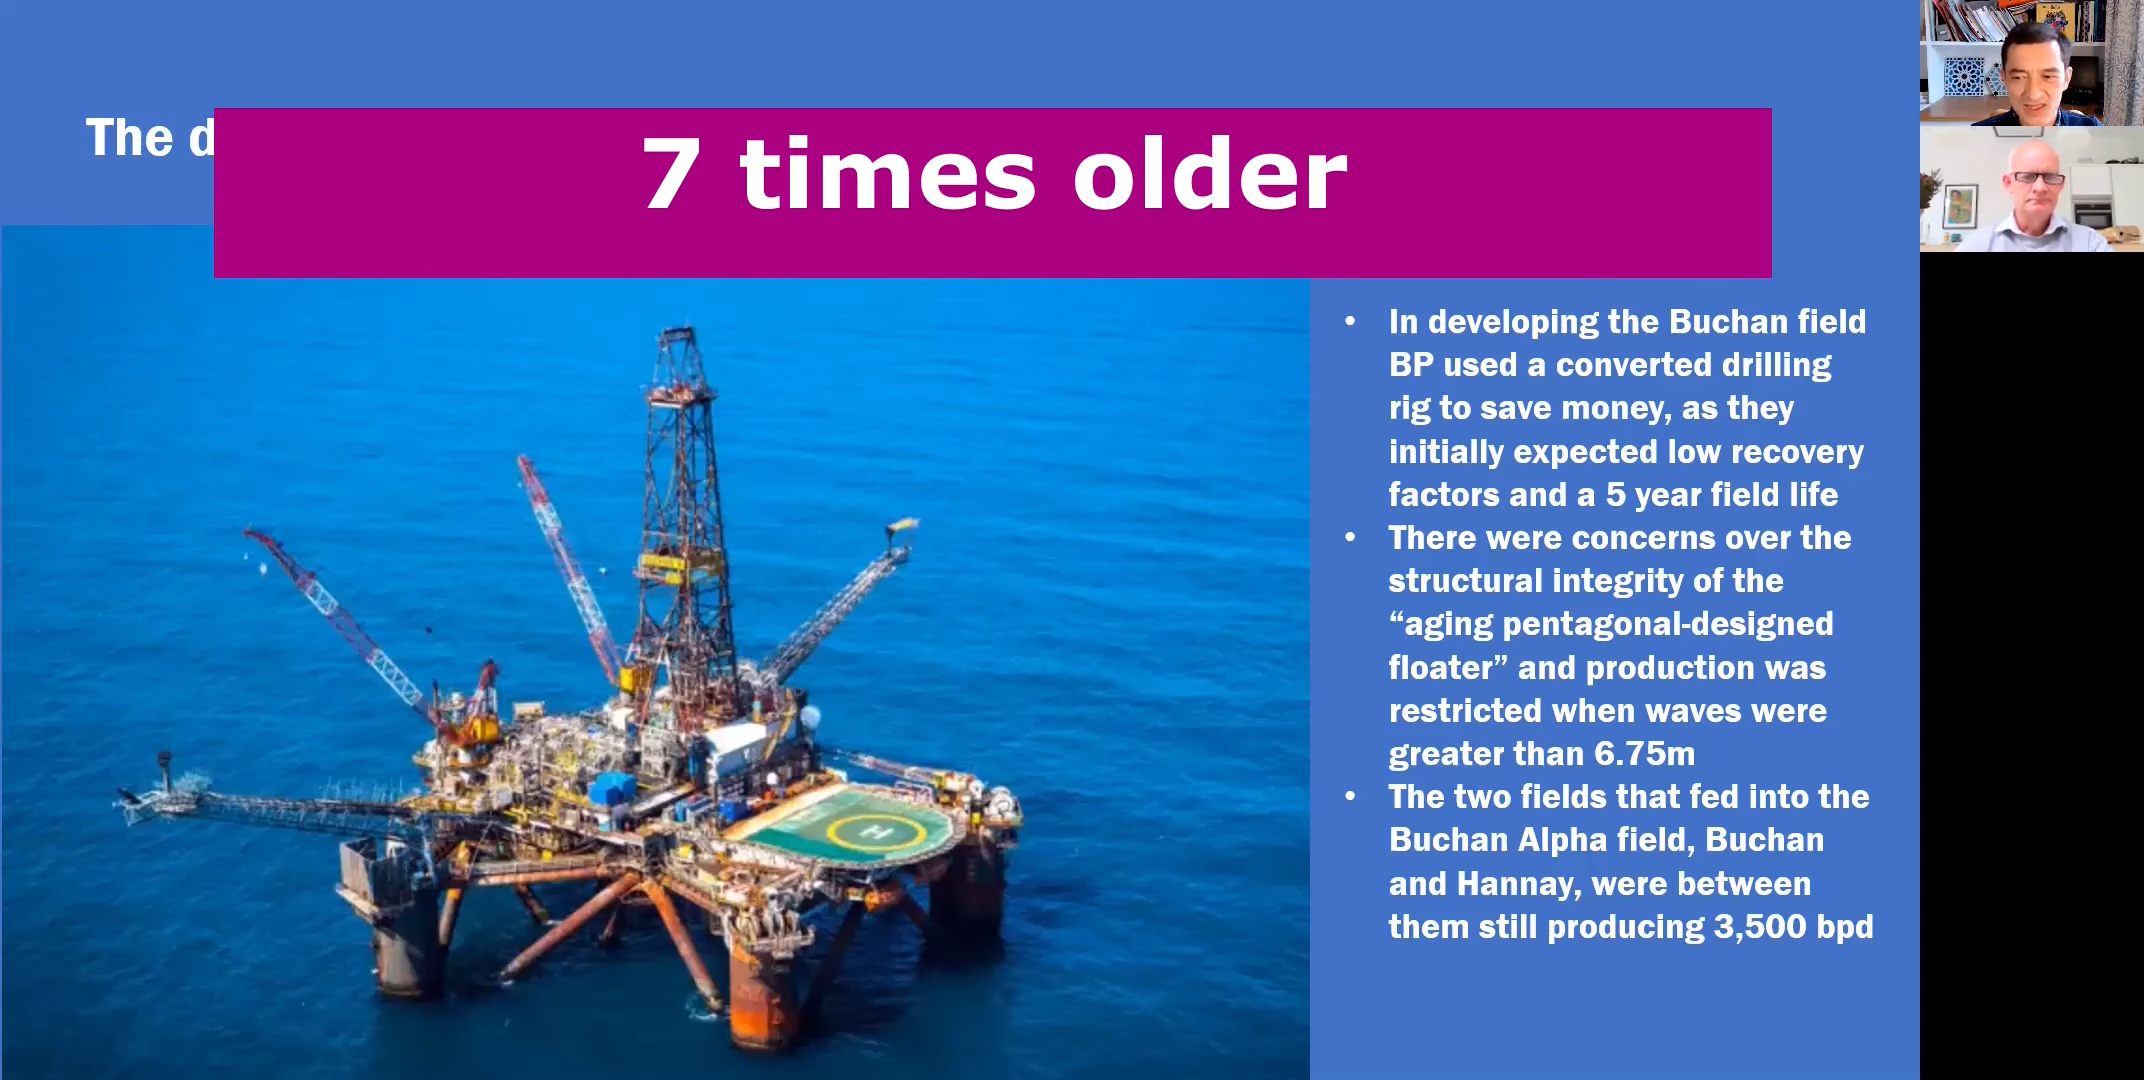 The d
7 times older
• In developing the Buchan field
BP used a converted drilling
rig to save money, as they
initially expected low recovery
factors and a 5 year field life
• There were concerns over the
structural integrity of the
“aging pentagonal-designed
floater” and production was
restricted when waves were
greater than 6.75m
• The two fields that fed into the
Buchan Alpha field, Buchan
and Hannay, were between
them still producing 3,500 bpd
H